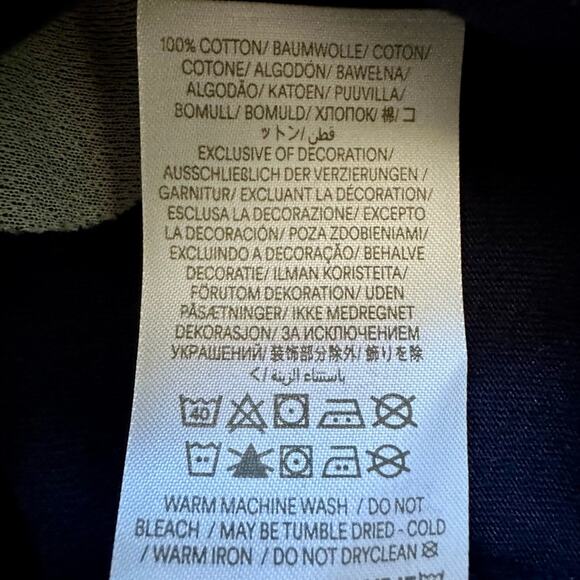 100% COTTON/ BAUMWOLLE/ COTON/
COTONE/ ALGODÓN/ BAWEŁNA/
ALGODÃO/ KATOEN/ PUUVILLA/
BOMULL/ BOMULD/ ХЛОПОК/ 棉/ コ
ットン/ قطن/
EXCLUSIVE OF DECORATION/
AUSSCHLIEßLICH DER VERZIERUNGEN /
GARNITUR/ EXCLUANT LA DÉCORATION/
ESCLUSA LA DECORAZIONE/ EXCEPTO
LA DECORACIÓN/ POZA ZDOBIENIAMI/
EXCLUINDO A DECORAÇÃO/ BEHALVE
DECORATIE/ ILMAN KORISTEITA/
FÖRUTOM DEKORATION/ UDEN
PÅSÆTNINGER/ IKKE MEDREGNET
DEKORASJON/ ЗА ИСКЛЮЧЕНИЕМ
УКРАШЕНИЙ/ 装饰部分除外/ 飾りを除
く/ باستثناء الزينة/
40
WARM MACHINE WASH / DO NOT
BLEACH / MAY BE TUMBLE DRIED - COLD
/ WARM IRON / DO NOT DRYCLEAN